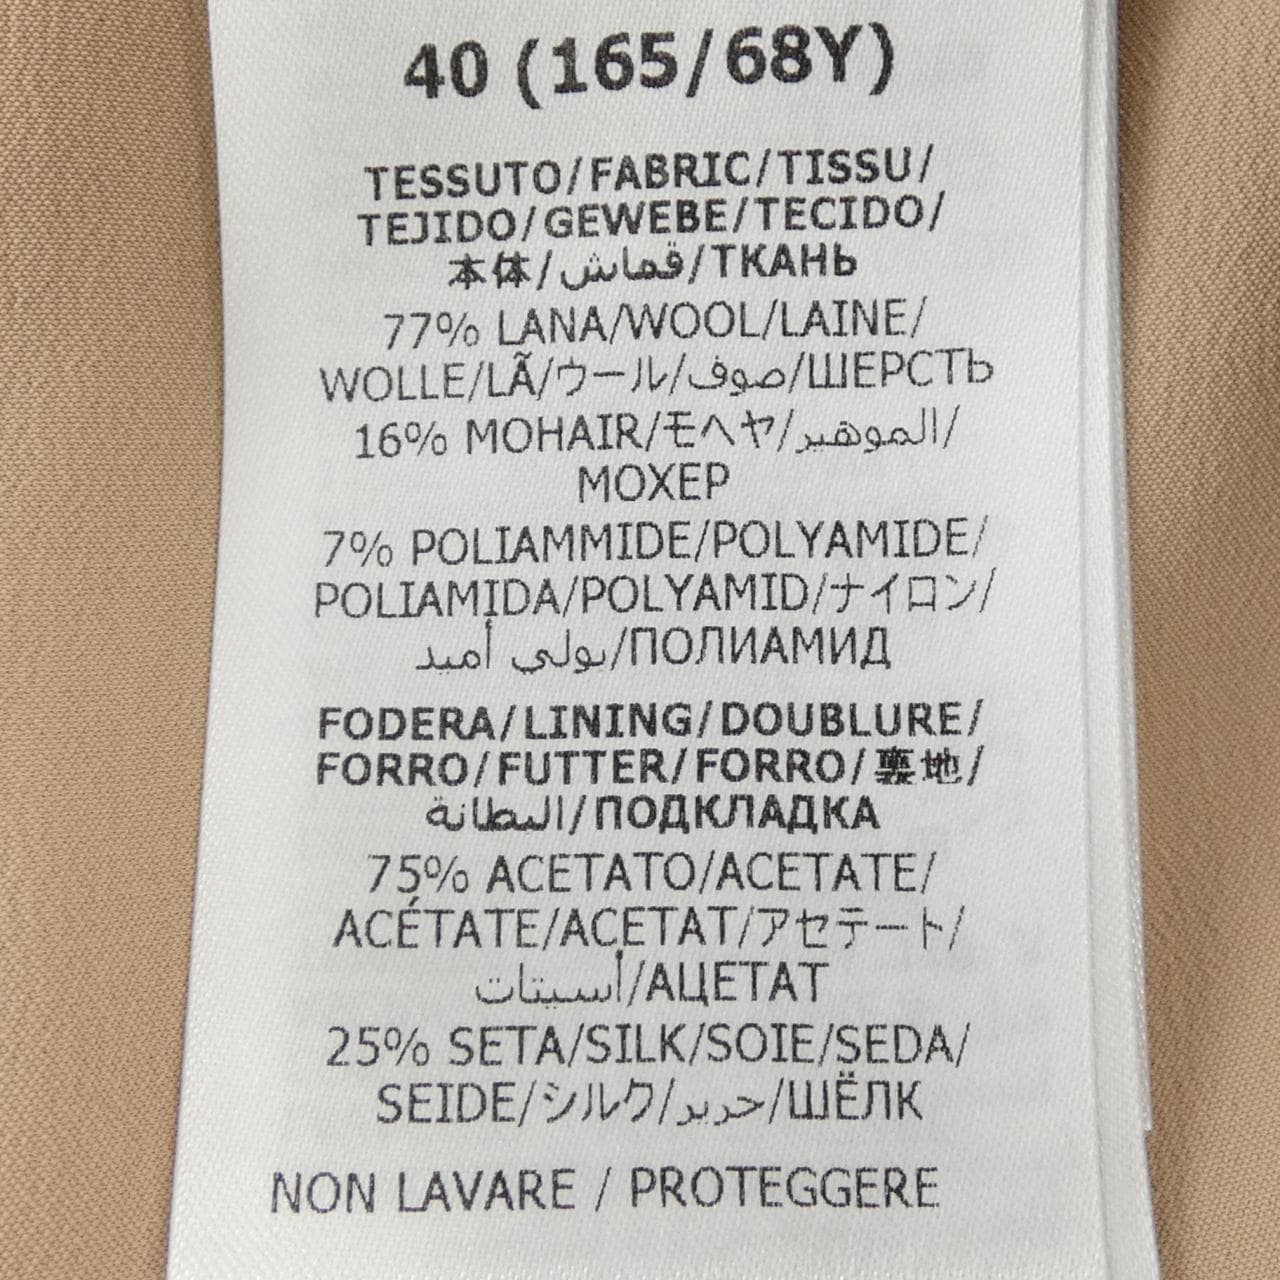 40 (165/68Y)
TESSUTO/FABRIC/TISSU/
TEJIDO/GEWEBE/TECIDO/
本体/قماش/ТКАНЬ
77% LANA/WOOL/LAINE/
WOLLE/LÃ/ウール/صوف/ШЕРСТЬ
16% MOHAIR/モヘヤ/الموهير/
МОХЕР
7% POLIAMMIDE/POLYAMIDE/
POLIAMIDA/POLYAMID/ナイロン/
بولي أميد/ПОЛИАМИД
FODERA/LINING/DOUBLURE/
FORRO/FUTTER/FORRO/裏地/
البطانة/ПОДКЛАДКА
75% ACETATO/ACETATE/
ACÉTATE/ACETAT/アセテート/
أسيتات/АЦЕТАТ
25% SETA/SILK/SOIE/SEDA/
SEIDE/シルク/حرير/ШЁЛК
NON LAVARE / PROTEGGERE